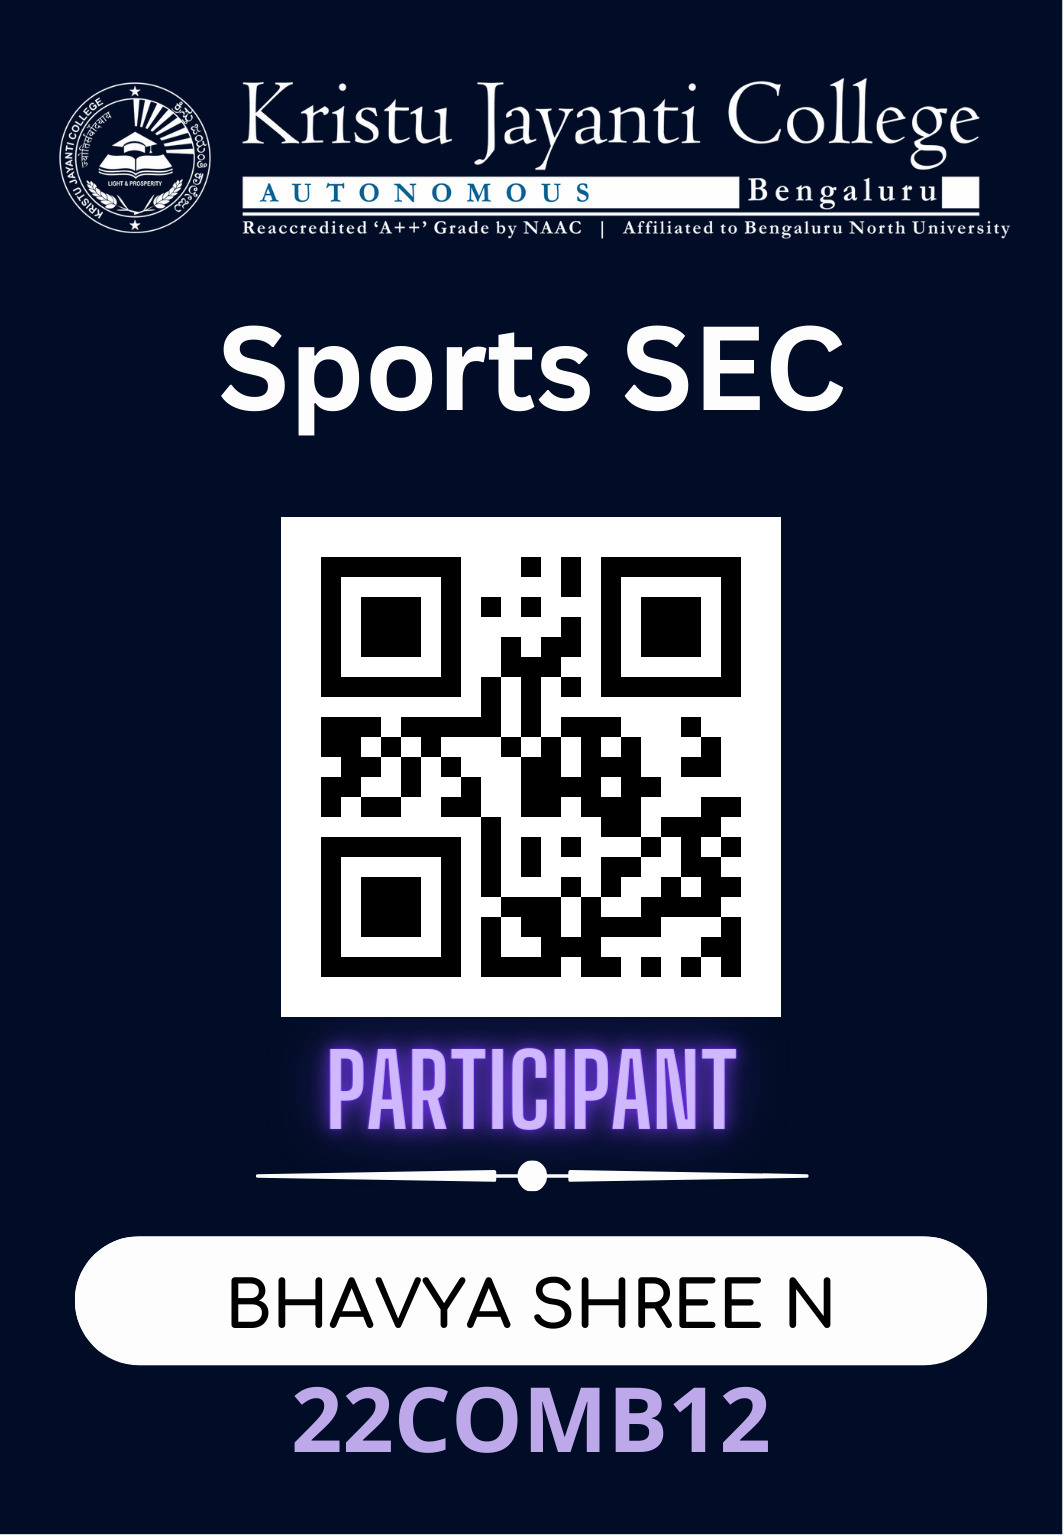 KRISTU JAYANTI COLLEGE
ಕ್ರಿಸ್ತು ಜಯಂತಿ ಕಾಲೇಜು
LIGHT & PROSPERITY
Kristu Jayanti College
AUTONOMOUS Bengaluru
Reaccredited ‘A++’ Grade by NAAC | Affiliated to Bengaluru North University
Sports SEC
PARTICIPANT
BHAVYA SHREE N
22COMB12